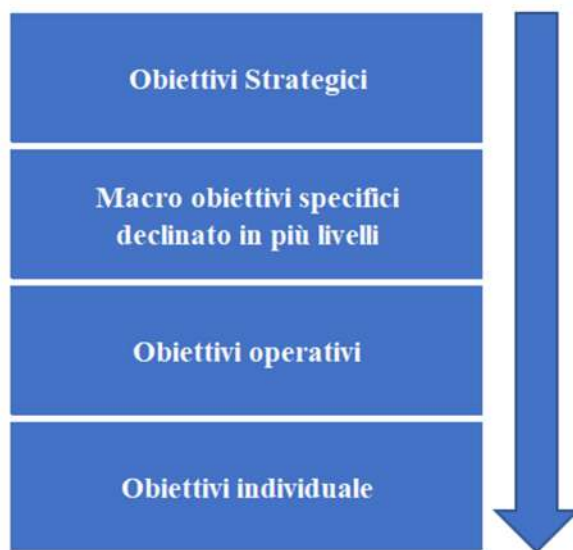 Obiettivi Strategici
Macro obiettivi specifici
declinato in più livelli
Obiettivi operativi
Obiettivi individuale